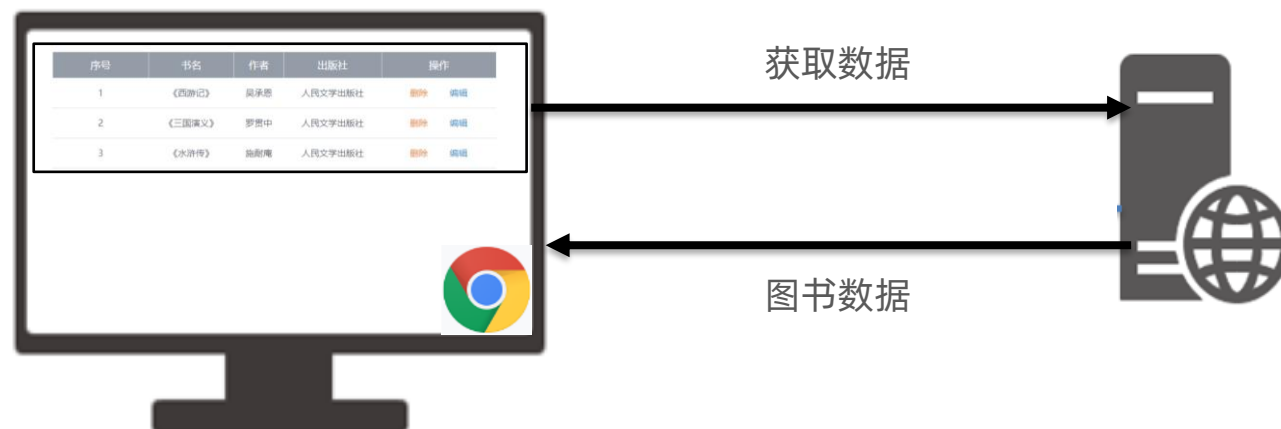 获取数据
序号 书名 作者 出版社 操作
1 《西游记》 吴承恩 人民文学出版社 删除 编辑
2 《三国演义》 罗贯中 人民文学出版社 删除 编辑
3 《水浒传》 施耐庵 人民文学出版社 删除 编辑
图书数据